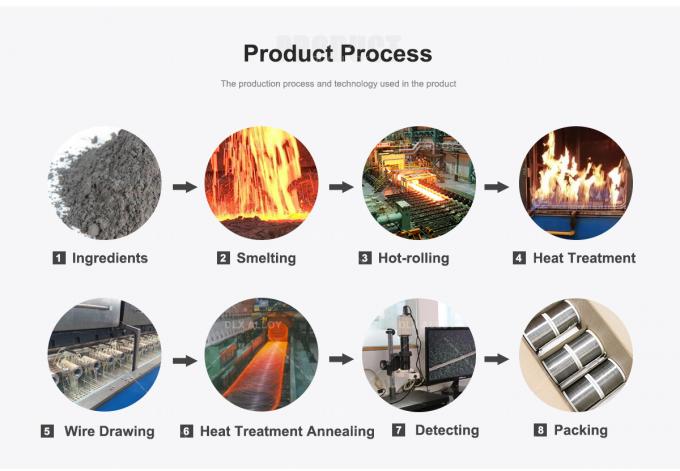 PRODUCT
Product Process
The production process and technology used in the product
1 Ingredients
2 Smelting
3 Hot-rolling
4 Heat Treatment
DLX ALLOY
5 Wire Drawing
6 Heat Treatment Annealing
7 Detecting
8 Packing